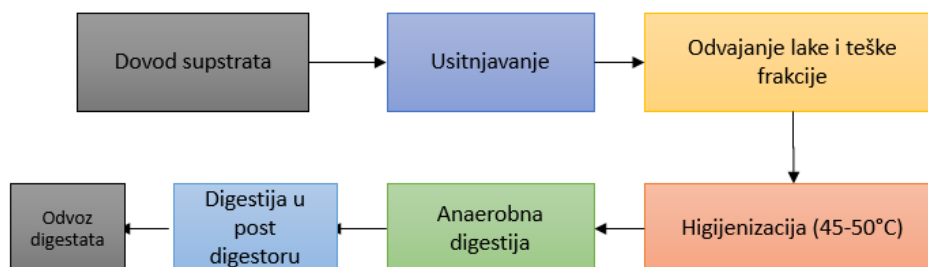 Dovod supstrata
Usitnjavanje
Odvajanje lake i teške
frakcije
Higijenizacija (45-50°C)
Anaerobna
digestija
Digestija u
post
digestoru
Odvoz
digestata